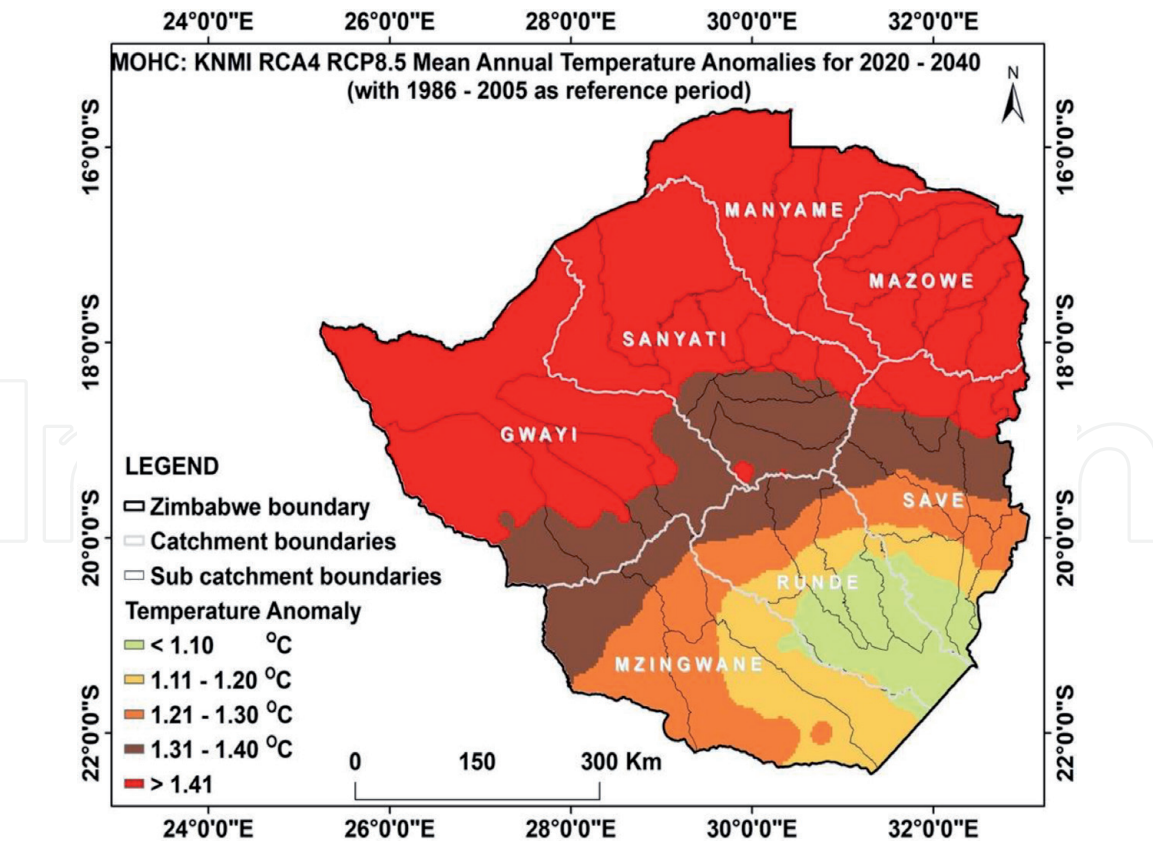 24°0'0"E 26°0'0"E 28°0'0"E 30°0'0"E 32°0'0"E
MOHC: KNMI RCA4 RCP8.5 Mean Annual Temperature Anomalies for 2020 - 2040
(with 1986 - 2005 as reference period)
N
16°0'0"S
16°0'0"S
MANYAME
MAZOWE
18°0'0"S
18°0'0"S
SANYATI
GWAYI
SAVE
20°0'0"S
20°0'0"S
RUNDE
MZINGWANE
22°0'0"S
22°0'0"S
LEGEND
Zimbabwe boundary
Catchment boundaries
Sub catchment boundaries
Temperature Anomaly
< 1.10 °C
1.11 - 1.20 °C
1.21 - 1.30 °C
1.31 - 1.40 °C
> 1.41
0 150 300 Km
24°0'0"E 26°0'0"E 28°0'0"E 30°0'0"E 32°0'0"E